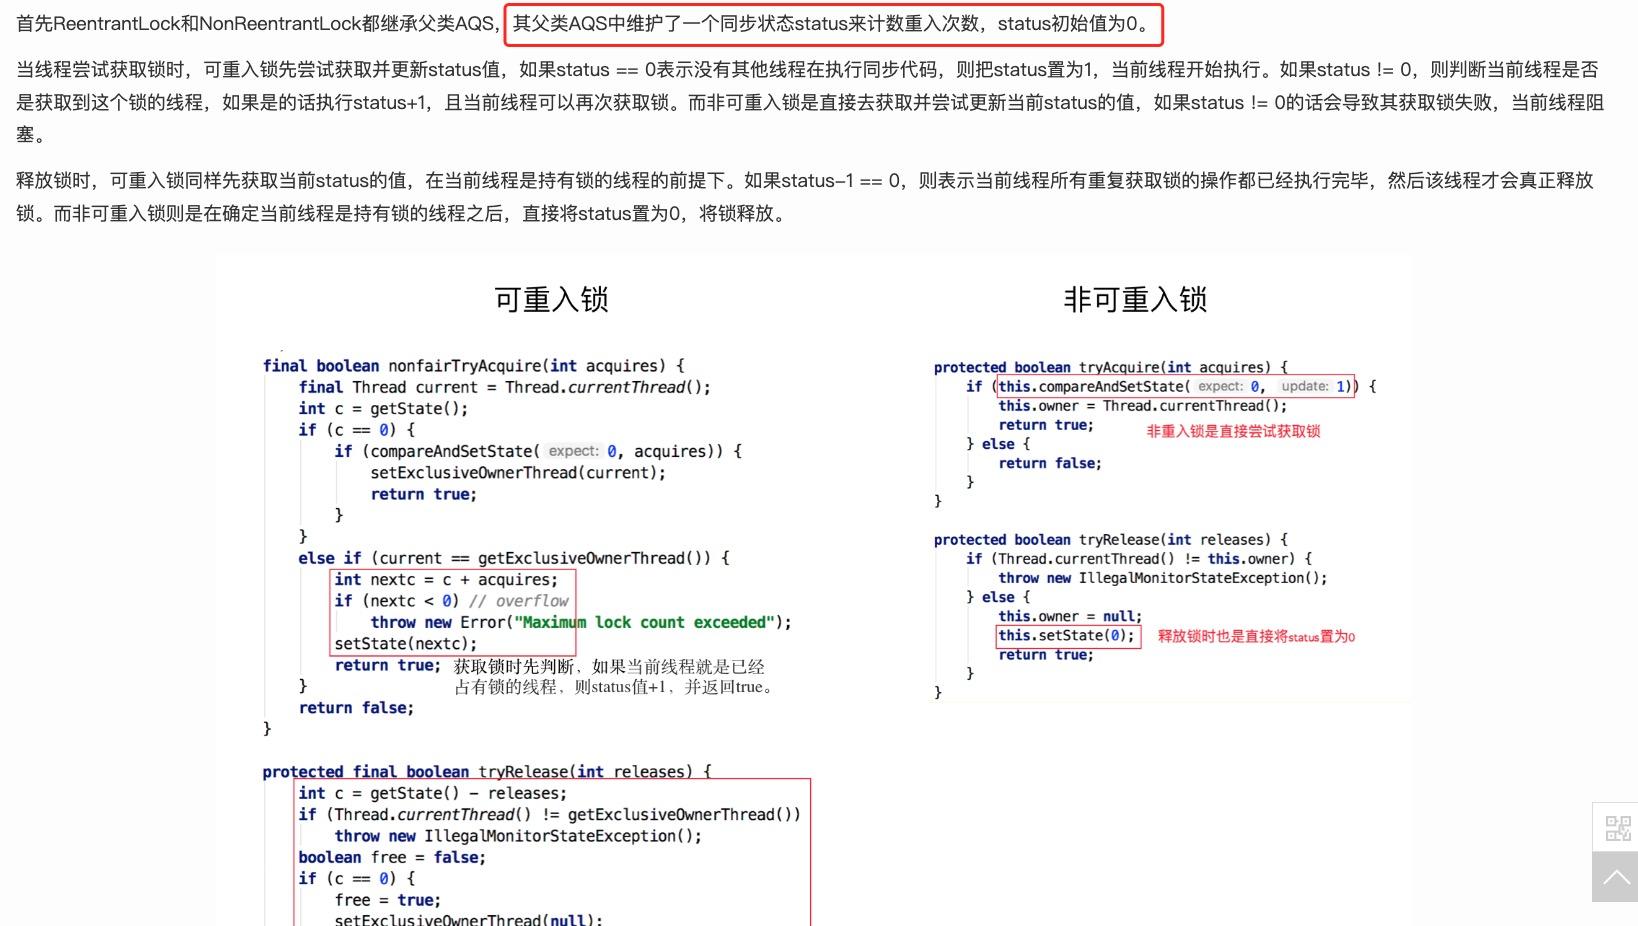 首先ReentrantLock和NonReentrantLock都继承父类AQS，其父类AQS中维护了一个同步状态status来计数重入次数，status初始值为0。
当线程尝试获取锁时，可重入锁先尝试获取并更新status值，如果status == 0表示没有其他线程在执行同步代码，则把status置为1，当前线程开始执行。如果status != 0，则判断当前线程是否
是获取到这个锁的线程，如果是的话执行status+1，且当前线程可以再次获取锁。而非可重入锁是直接去获取并尝试更新当前status的值，如果status != 0的话会导致其获取锁失败，当前线程阻
塞。
释放锁时，可重入锁同样先获取当前status的值，在当前线程是持有锁的线程的前提下。如果status-1 == 0，则表示当前线程所有重复获取锁的操作都已经执行完毕，然后该线程才会真正释放
锁。而非可重入锁则是在确定当前线程是持有锁的线程之后，直接将status置为0，将锁释放。
可重入锁
final boolean nonfairTryAcquire(int acquires) {
final Thread current = Thread.currentThread();
int c = getState();
if (c == 0) {
if (compareAndSetState( expect: 0, acquires)) {
setExclusiveOwnerThread(current);
return true;
}
}
else if (current == getExclusiveOwnerThread()) {
int nextc = c + acquires;
if (nextc < 0) // overflow
throw new Error("Maximum lock count exceeded");
setState(nextc);
return true; 获取锁时先判断，如果当前线程就是已经
占有锁的线程，则status值+1，并返回true。
}
return false;
}
protected final boolean tryRelease(int releases) {
int c = getState() - releases;
if (Thread.currentThread() != getExclusiveOwnerThread())
throw new IllegalMonitorStateException();
boolean free = false;
if (c == 0) {
free = true;
setExclusiveOwnerThread(null);
非可重入锁
protected boolean tryAcquire(int acquires) {
if (this.compareAndSetState( expect: 0, update: 1)) {
this.owner = Thread.currentThread();
return true;
非重入锁是直接尝试获取锁
} else {
return false;
}
}
protected boolean tryRelease(int releases) {
if (Thread.currentThread() != this.owner) {
throw new IllegalMonitorStateException();
} else {
this.owner = null;
this.setState(0); 释放锁时也是直接将status置为0
return true;
}
}